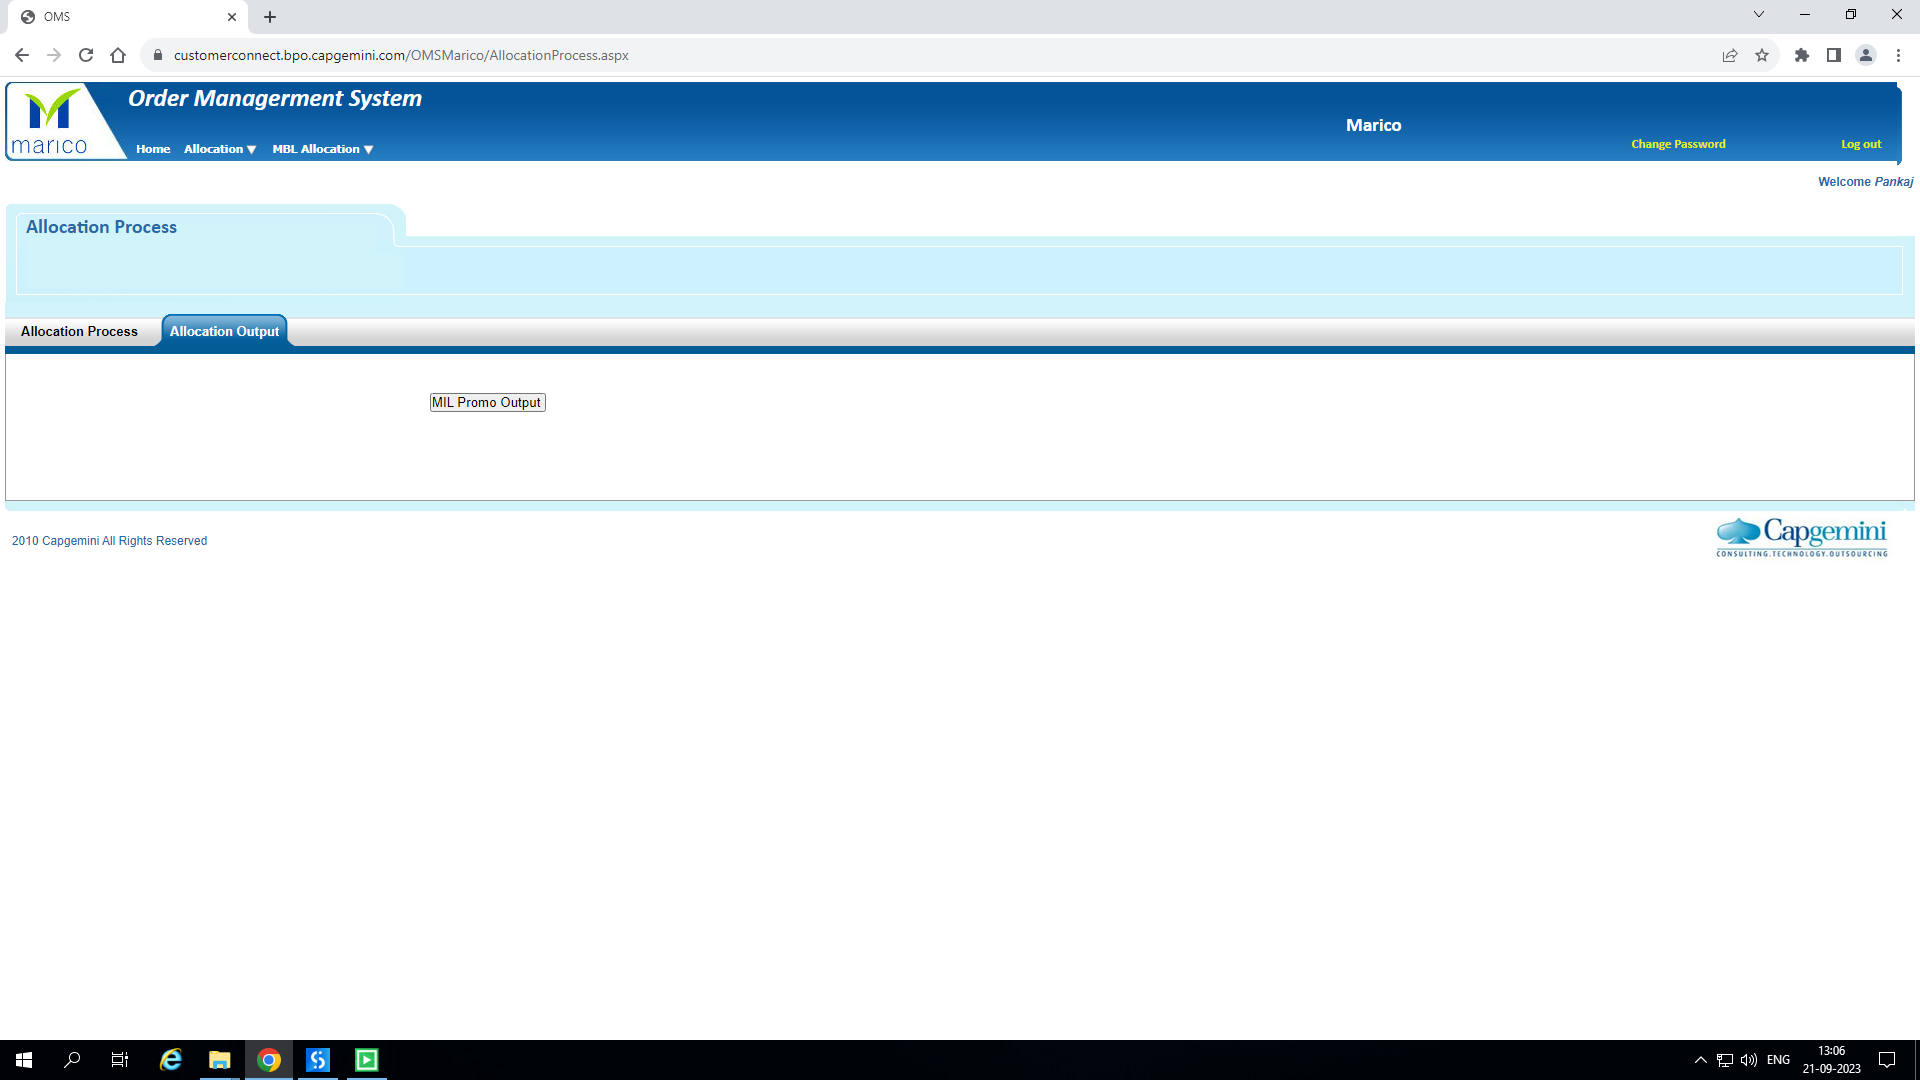 OMS
customerconnect.bpo.capgemini.com/OMSMarico/AllocationProcess.aspx
marico
Order Managerment System
Marico
Home Allocation ▼ MBL Allocation ▼
Change Password
Log out
Welcome Pankaj
Allocation Process
Allocation Process
Allocation Output
MIL Promo Output
2010 Capgemini All Rights Reserved
Capgemini
CONSULTING.TECHNOLOGY.OUTSOURCING
ENG
13:06
21-09-2023